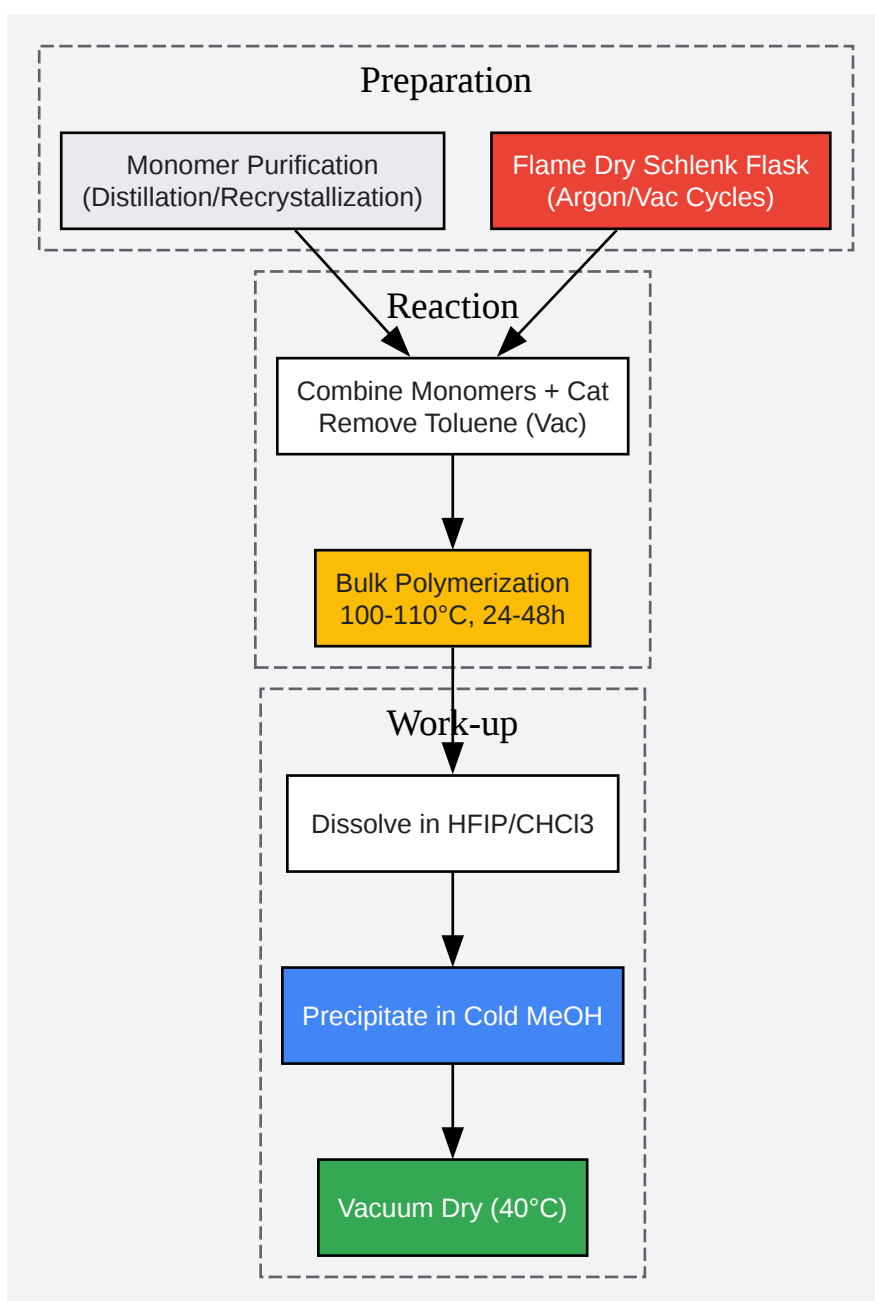 Preparation
Monomer Purification
(Distillation/Recrystallization)
Flame Dry Schlenk Flask
(Argon/Vac Cycles)
Reaction
Combine Monomers + Cat
Remove Toluene (Vac)
Bulk Polymerization
100-110°C, 24-48h
Work-up
Dissolve in HFIP/CHCl3
Precipitate in Cold MeOH
Vacuum Dry (40°C)